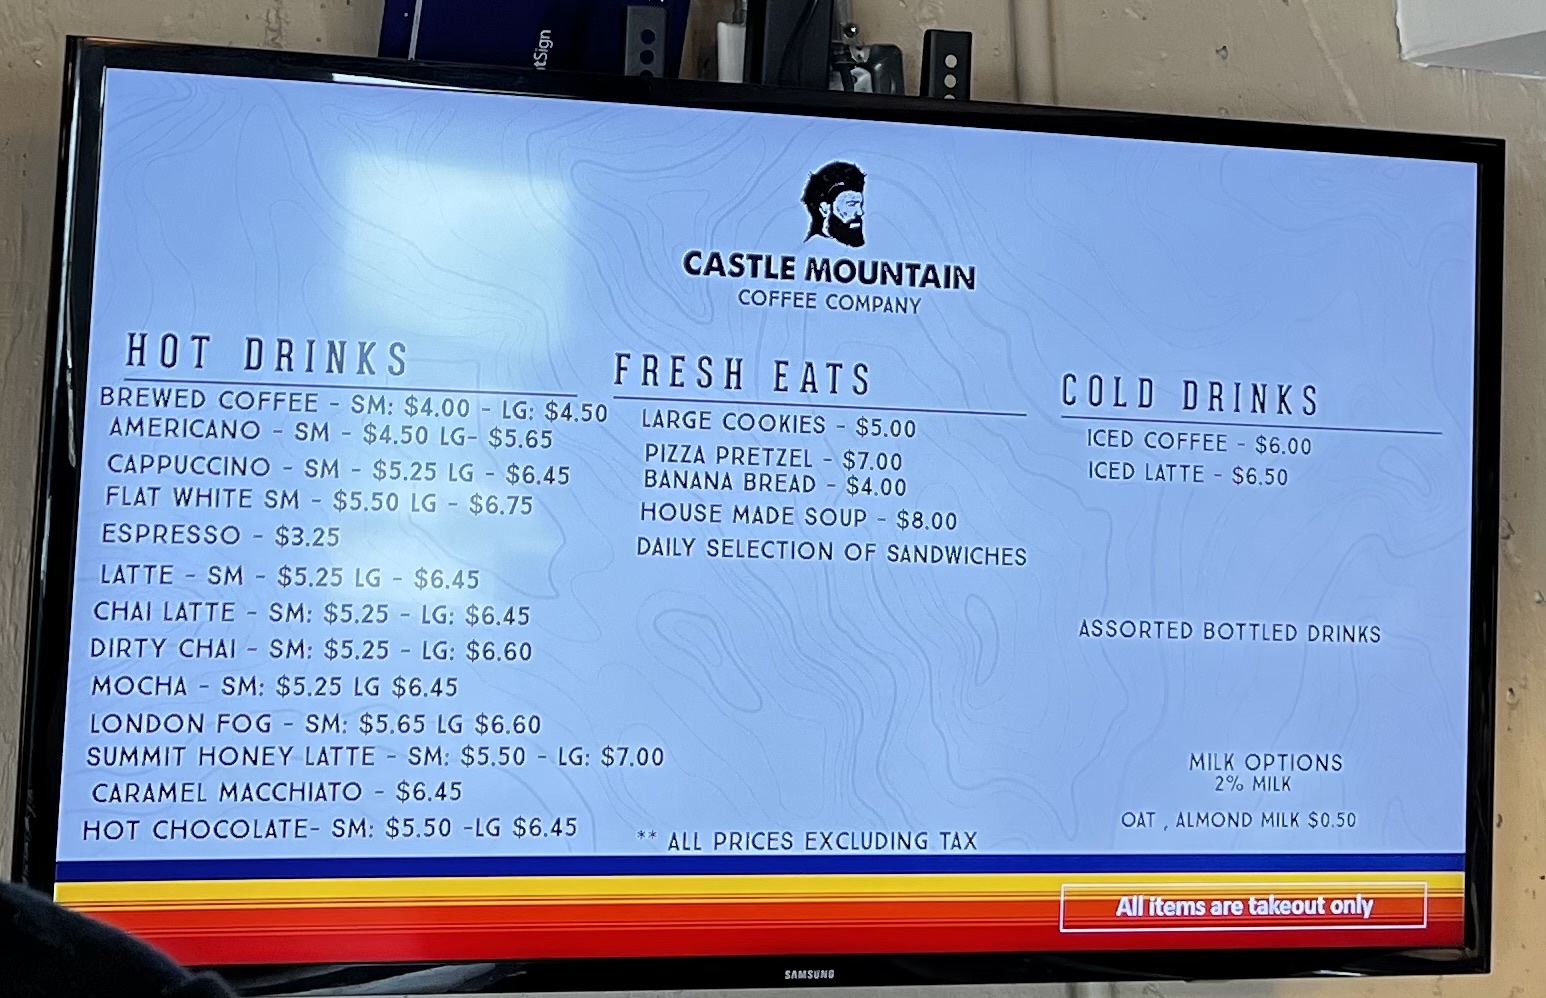 tSign
CASTLE MOUNTAIN
COFFEE COMPANY
HOT DRINKS
BREWED COFFEE - SM: $4.00 - LG: $4.50
AMERICANO - SM - $4.50 LG- $5.65
CAPPUCCINO - SM - $5.25 LG - $6.45
FLAT WHITE SM - $5.50 LG - $6.75
ESPRESSO - $3.25
LATTE - SM - $5.25 LG - $6.45
CHAI LATTE - SM: $5.25 - LG: $6.45
DIRTY CHAI - SM: $5.25 - LG: $6.60
MOCHA - SM: $5.25 LG $6.45
LONDON FOG - SM: $5.65 LG $6.60
SUMMIT HONEY LATTE - SM: $5.50 - LG: $7.00
CARAMEL MACCHIATO - $6.45
HOT CHOCOLATE- SM: $5.50 -LG $6.45
FRESH EATS
LARGE COOKIES - $5.00
PIZZA PRETZEL - $7.00
BANANA BREAD - $4.00
HOUSE MADE SOUP - $8.00
DAILY SELECTION OF SANDWICHES
** ALL PRICES EXCLUDING TAX
COLD DRINKS
ICED COFFEE - $6.00
ICED LATTE - $6.50
ASSORTED BOTTLED DRINKS
MILK OPTIONS
2% MILK
OAT , ALMOND MILK $0.50
All items are takeout only
SAMSUNG